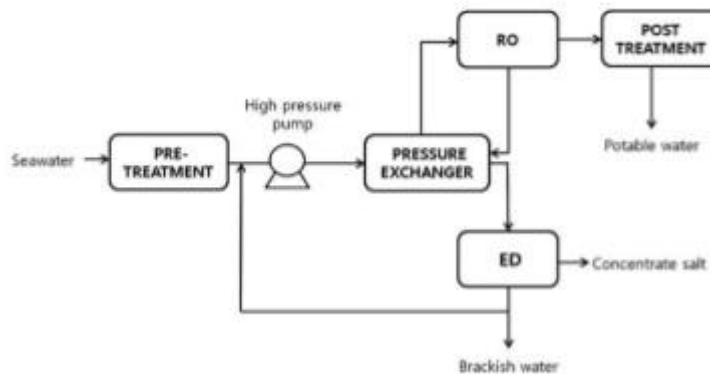 RO
POST
TREATMENT
High pressure
pump
Seawater
PRE-
TREATMENT
PRESSURE
EXCHANGER
Potable water
ED
Concentrate salt
Brackish water